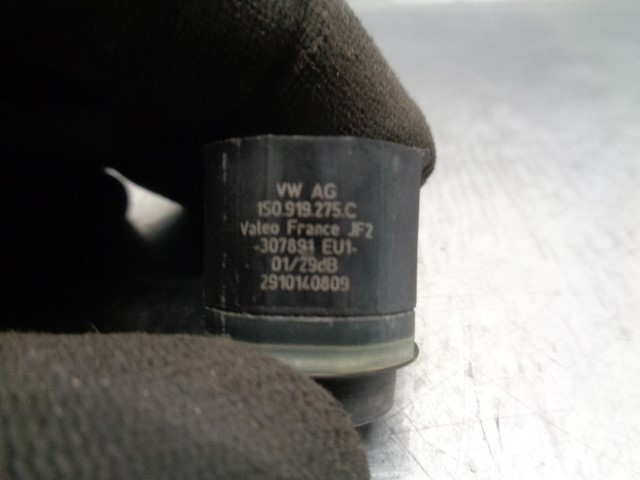 VW AG
1S0.919.275.C
Valeo France JF2
-307891 EU1-
01/29dB
2910140809